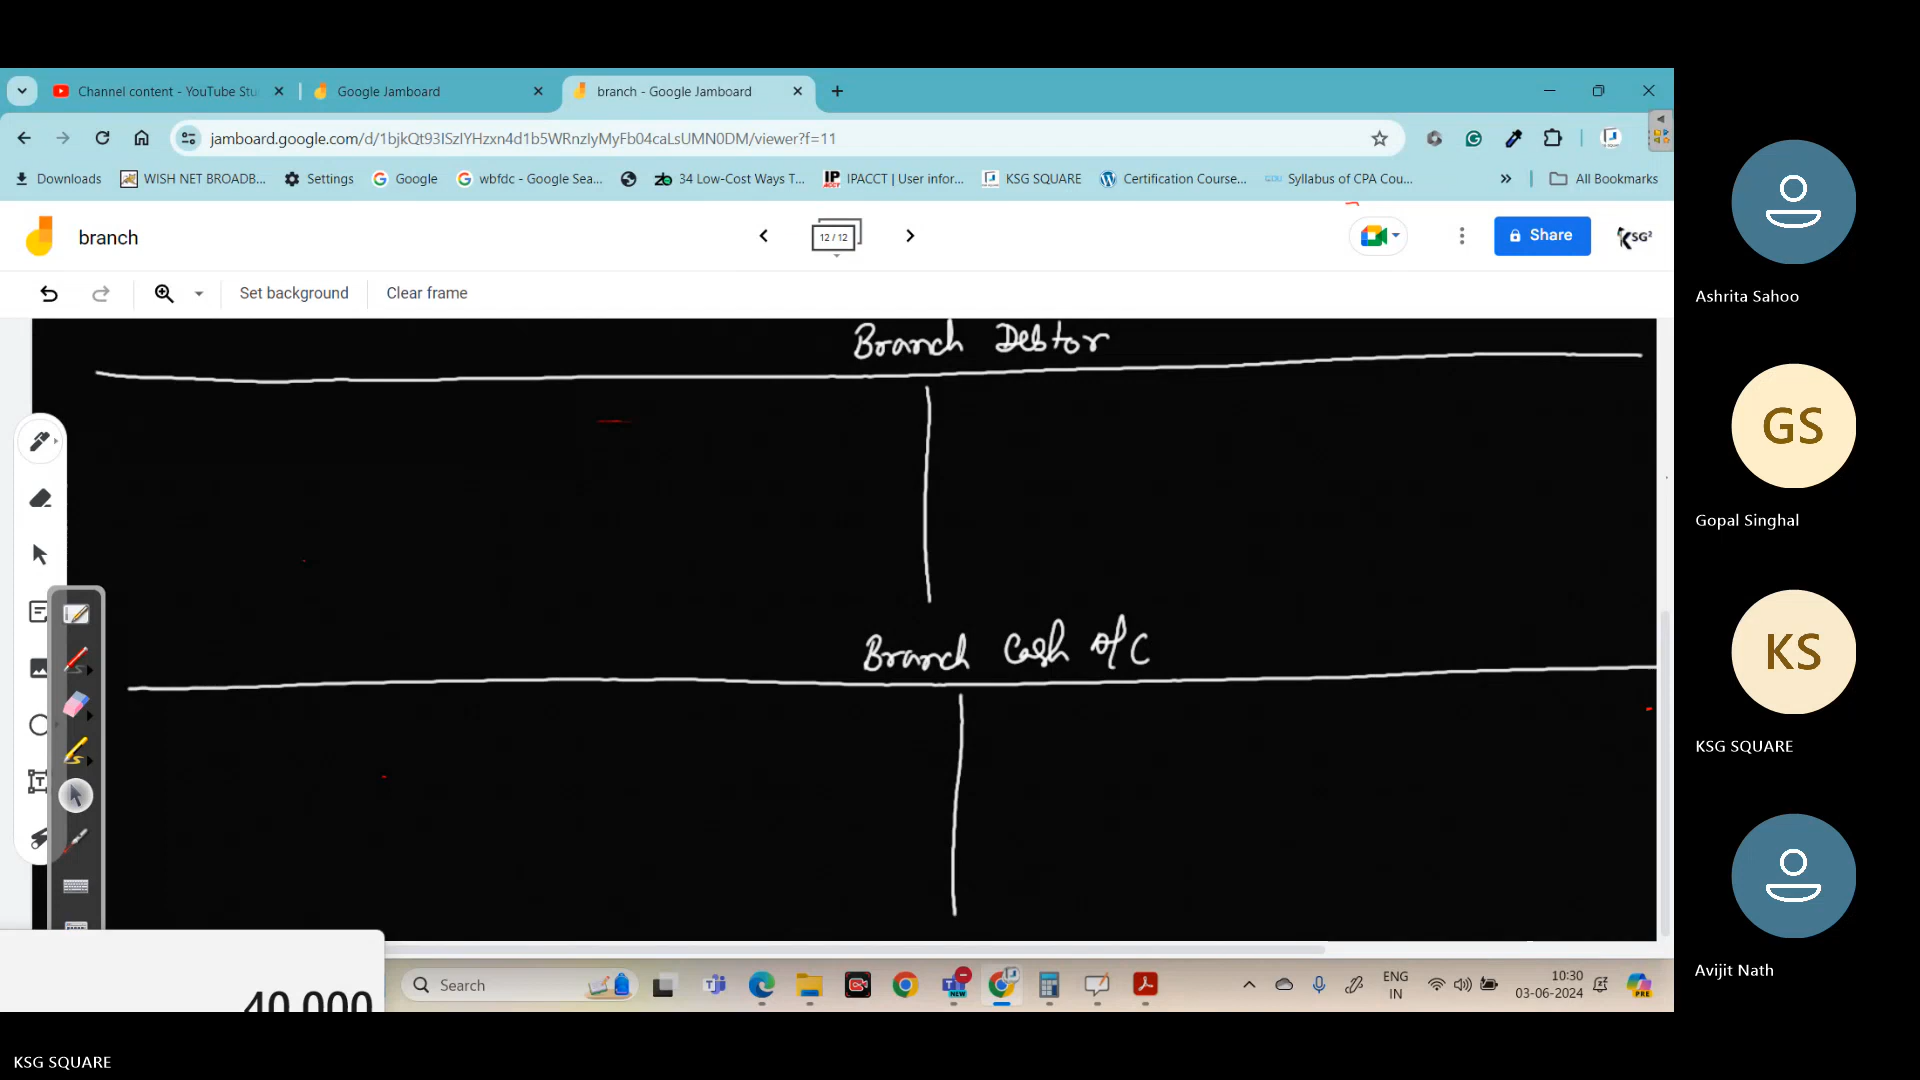 Channel content - YouTube Stu
Google Jamboard
branch - Google Jamboard
jamboard.google.com/d/1bjkQt93ISzIYHzxn4d1b5WRnzIyMyFb04caLsUMN0DM/viewer?f=11
Downloads
WISH NET BROADB...
Settings
Google
wbfdc - Google Sea...
34 Low-Cost Ways T...
IPACCT | User infor...
KSG SQUARE
Certification Course...
Syllabus of CPA Cou...
»
All Bookmarks
branch
12 / 12
Share
KSG²
Set background
Clear frame
Branch Debtor
Branch Cash A/C
40,000
Search
ENG
IN
10:30
03-06-2024
Ashrita Sahoo
GS
Gopal Singhal
KS
KSG SQUARE
Avijit Nath
KSG SQUARE